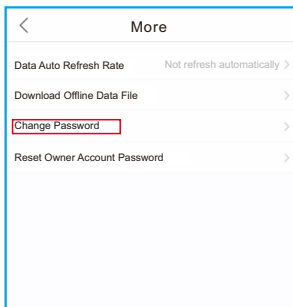 More
Data Auto Refresh Rate Not refresh automatically
Download Offline Data File
Change Password
Reset Owner Account Password